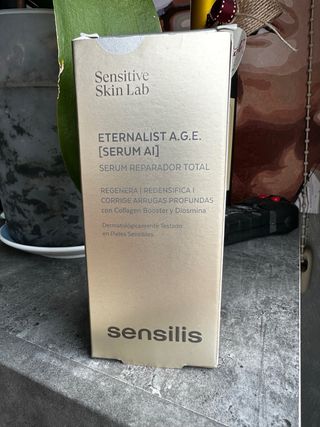 Sensitive
Skin Lab
ETERNALIST A.G.E.
[SERUM AI]
SERUM REPARADOR TOTAL
REGENERA | REDENSIFICA |
CORRIGE ARRUGAS PROFUNDAS
con Collagen Booster y Diosmina
Dermatológicamente Testado
en Pieles Sensibles
sensilis